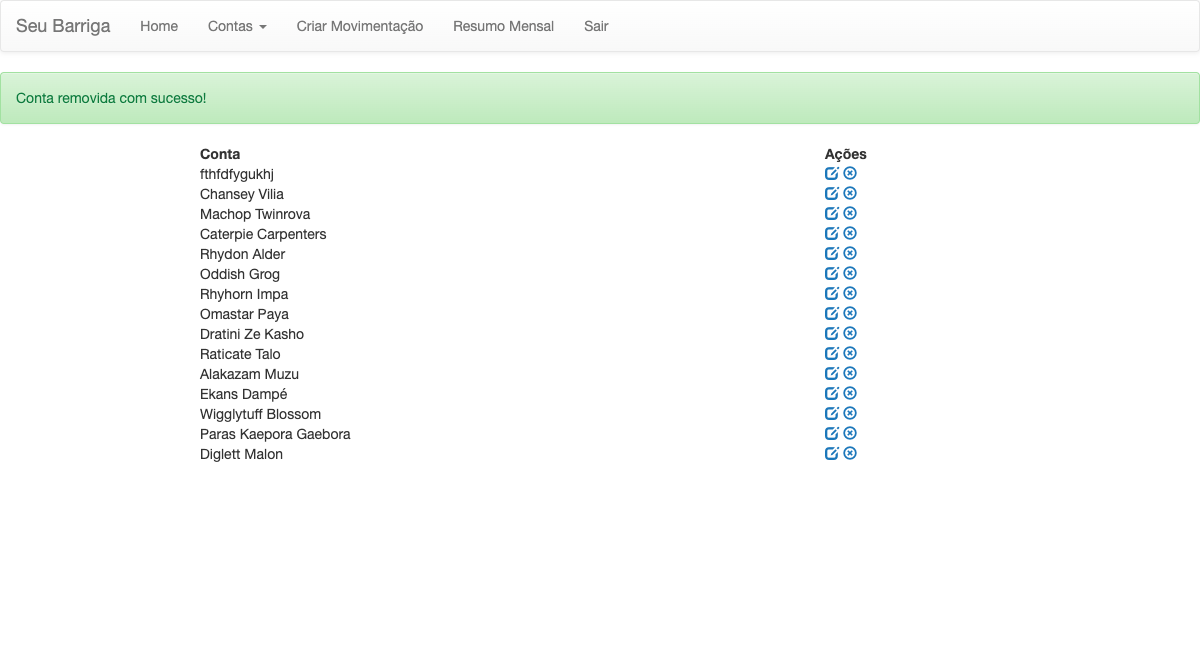 Seu Barriga Home Contas Criar Movimentação Resumo Mensal Sair
Conta removida com sucesso!
Conta Ações
fthfdfygukhj
Chansey Vilia
Machop Twinrova
Caterpie Carpenters
Rhydon Alder
Oddish Grog
Rhyhorn Impa
Omastar Paya
Dratini Ze Kasho
Raticate Talo
Alakazam Muzu
Ekans Dampé
Wigglytuff Blossom
Paras Kaepora Gaebora
Diglett Malon